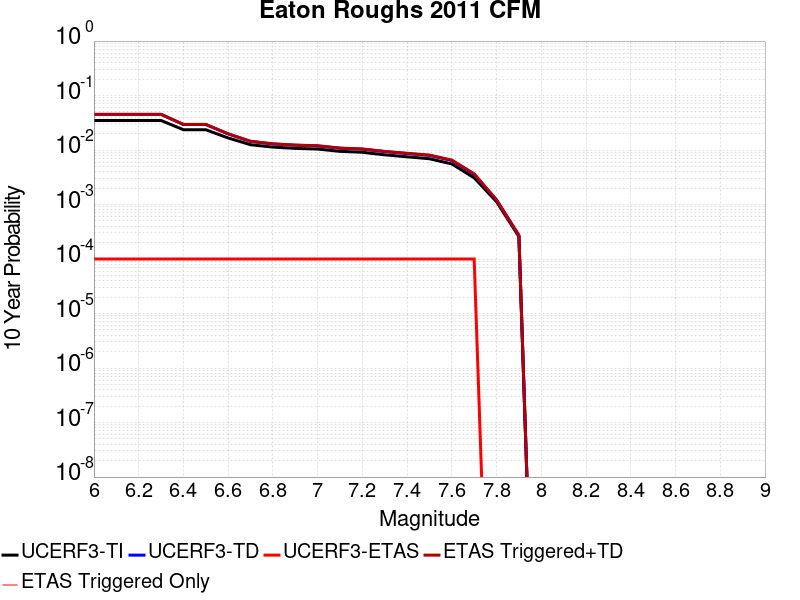 Eaton Roughs 2011 CFM
10 Year Probability
10^0
10^-1
10^-2
10^-3
10^-4
10^-5
10^-6
10^-7
10^-8
6 6.2 6.4 6.6 6.8 7 7.2 7.4 7.6 7.8 8 8.2 8.4 8.6 8.8 9
Magnitude
UCERF3-TI UCERF3-TD UCERF3-ETAS ETAS Triggered+TD
ETAS Triggered Only